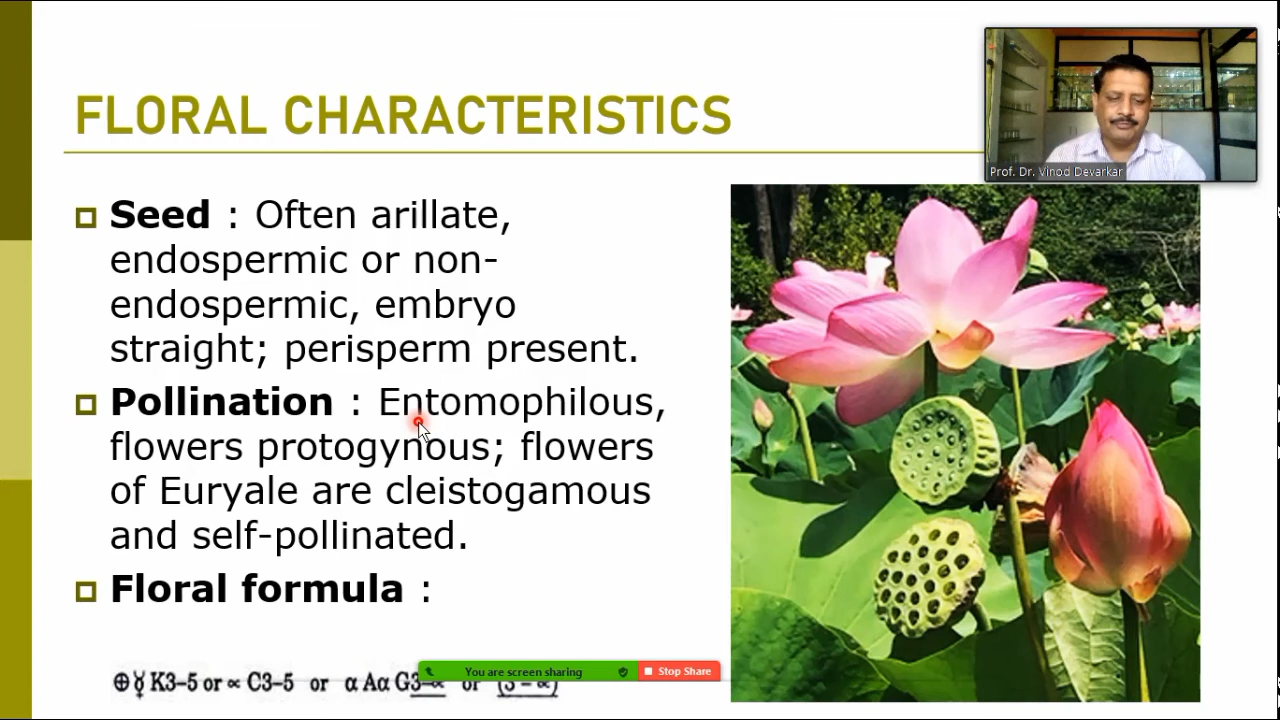 FLORAL CHARACTERISTICS
Prof. Dr. Vinod Devarkar
Seed : Often arillate,
endospermic or non-
endospermic, embryo
straight; perisperm present.
Pollination : Entomophilous,
flowers protogynous; flowers
of Euryale are cleistogamous
and self-pollinated.
Floral formula :
You are screen sharing
Stop Share
⊕ K3–5 or ∝ C3–5 or α Aα G3–∝ or (3 – ∝)